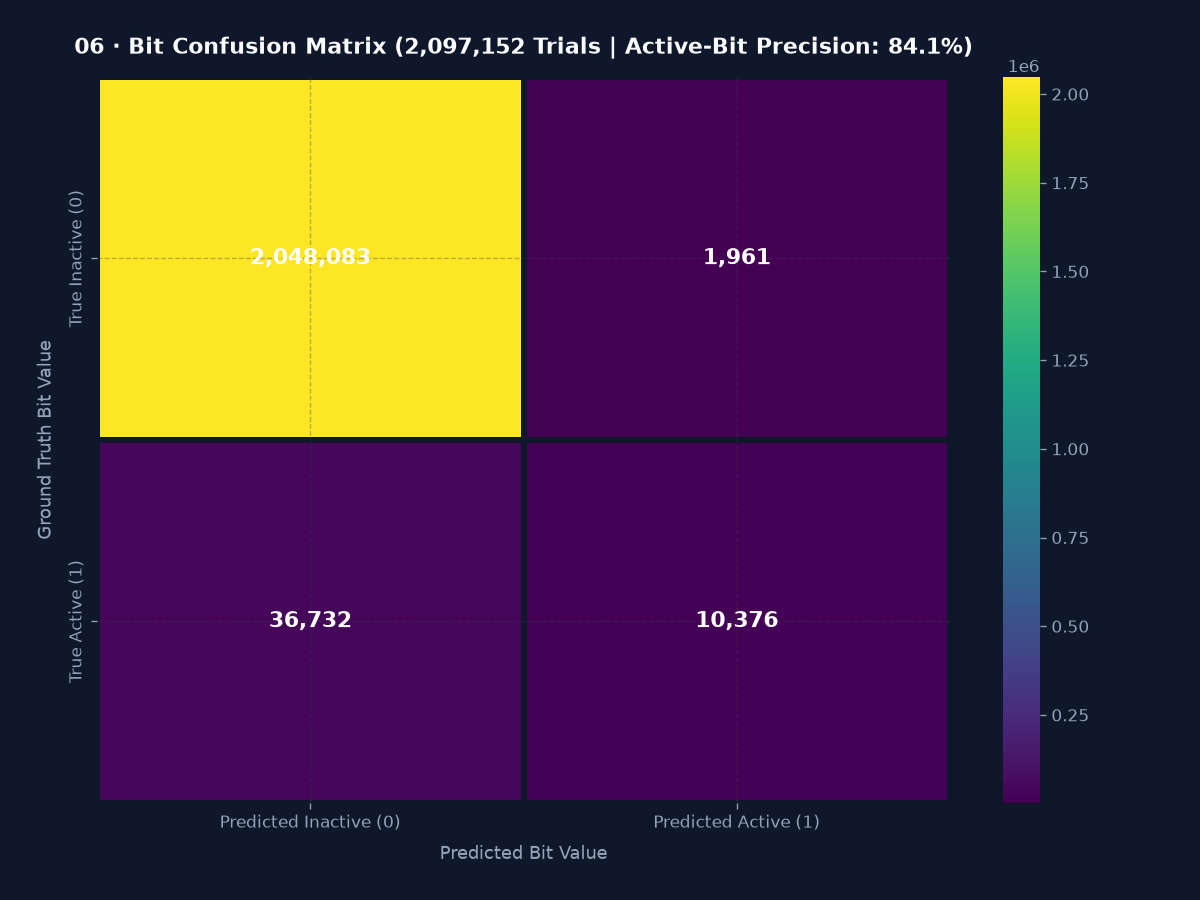 06 · Bit Confusion Matrix (2,097,152 Trials | Active-Bit Precision: 84.1%)
1e6
2.00
1.75
1.50
1.25
1.00
0.75
0.50
0.25
Ground Truth Bit Value
True Inactive (0)
2,048,083
1,961
True Active (1)
36,732
10,376
Predicted Inactive (0)
Predicted Active (1)
Predicted Bit Value